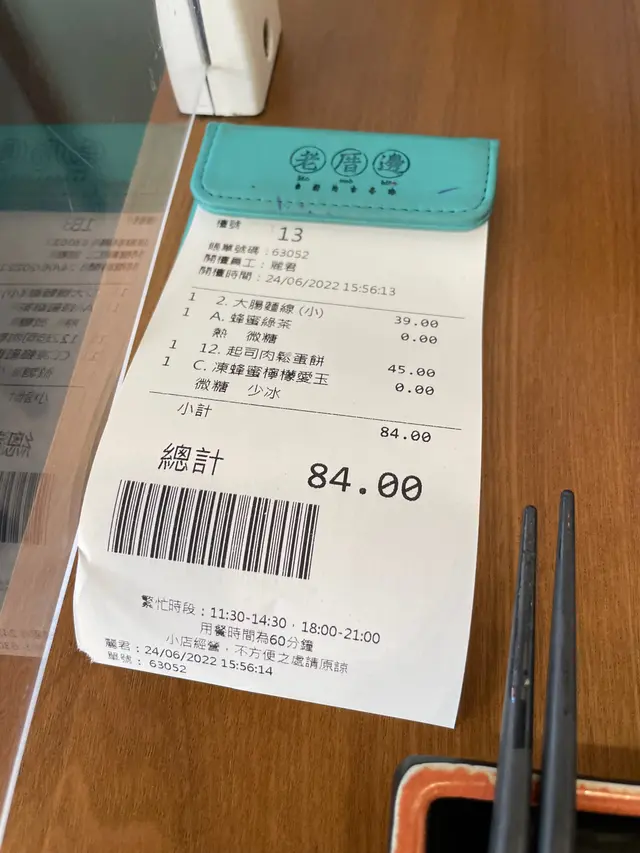 老厝邊
檯號 13
賬單號碼：63052
開檯員工：麗君
開檯時間：24/06/2022 15:56:13
1 2. 大腸麵線(小) 39.00
1 A. 蜂蜜綠茶 0.00
熱 微糖
1 12. 起司肉鬆蛋餅 45.00
1 C. 凍蜂蜜檸檬愛玉 0.00
微糖 少冰
小計 84.00
總計 84.00
繁忙時段：11:30-14:30，18:00-21:00
用餐時間為60分鐘
小店經營，不方便之處請原諒
麗君：24/06/2022 15:56:14
單號：63052